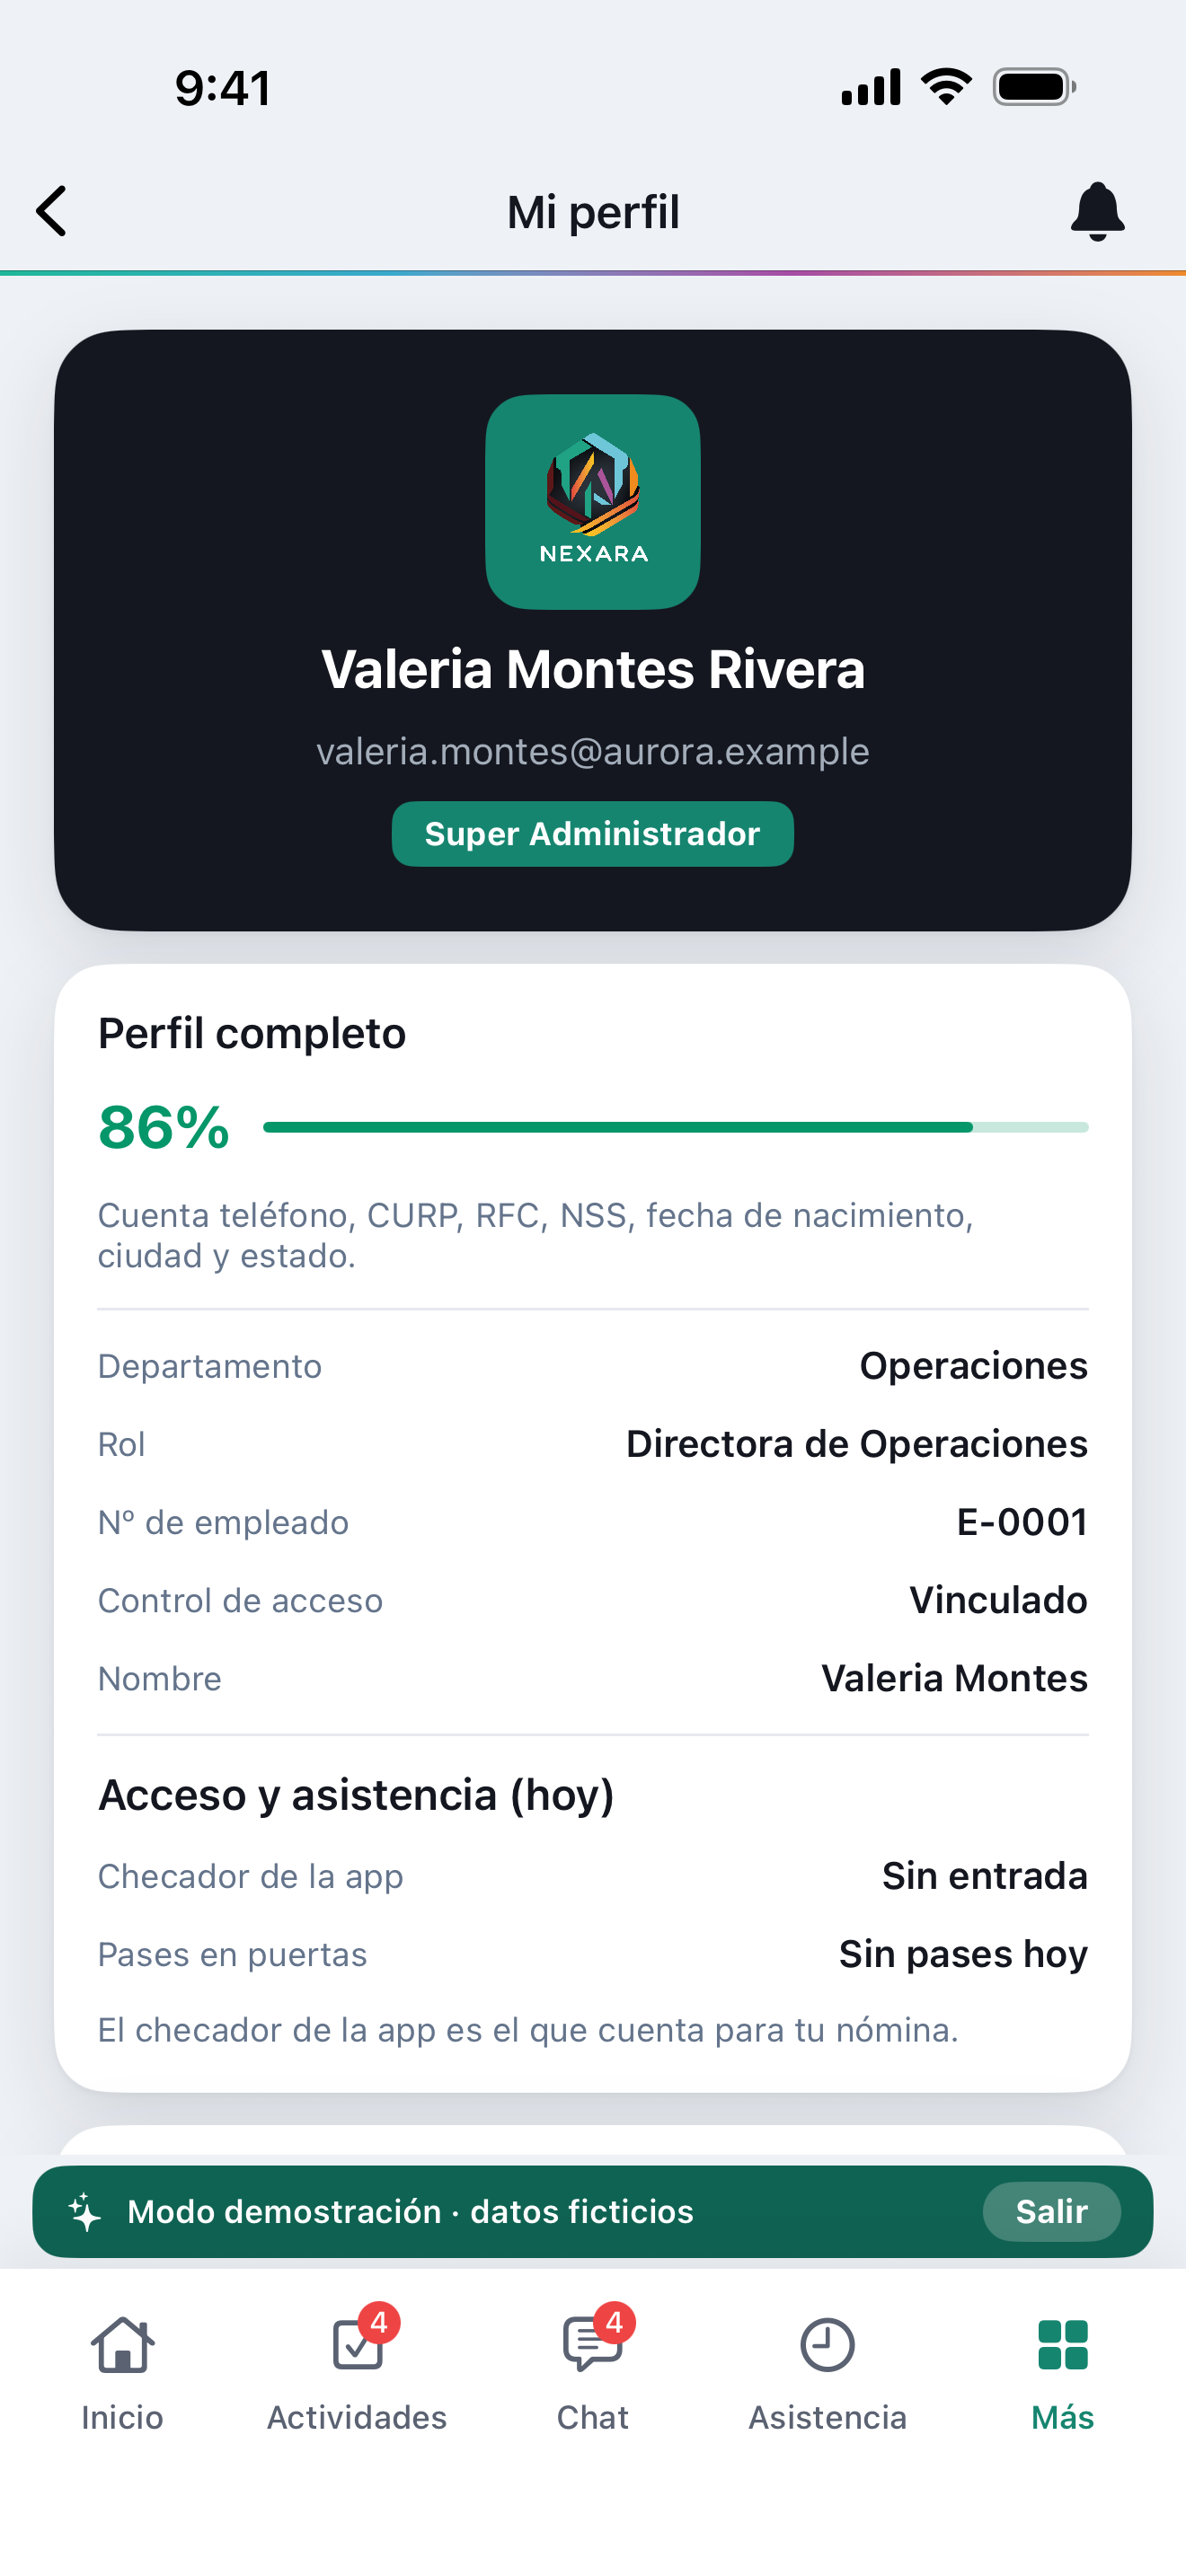 9:41
Mi perfil
NEXARA
Valeria Montes Rivera
valeria.montes@aurora.example
Super Administrador
Perfil completo
86%
Cuenta teléfono, CURP, RFC, NSS, fecha de nacimiento,
ciudad y estado.
Departamento Operaciones
Rol Directora de Operaciones
Nº de empleado E-0001
Control de acceso Vinculado
Nombre Valeria Montes
Acceso y asistencia (hoy)
Checador de la app Sin entrada
Pases en puertas Sin pases hoy
El checador de la app es el que cuenta para tu nómina.
Modo demostración · datos ficticios Salir
4 4
Inicio Actividades Chat Asistencia Más